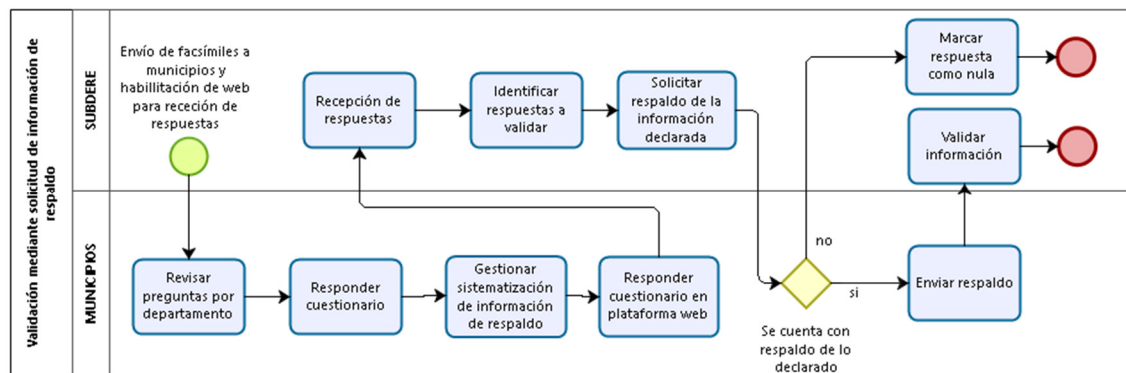 Validación mediante solicitud de información de
respaldo
SUBDERE
Envío de facsímiles a
municipios y
habillitación de web
para receción de
respuestas
Recepción de
respuestas
Identificar
respuestas a
validar
Solicitar
respaldo de la
información
declarada
Marcar
respuesta
como nula
Validar
información
MUNICIPIOS
Revisar
preguntas por
departamento
Responder
cuestionario
Gestionar
sistematización
de información
de respaldo
Responder
cuestionario en
plataforma web
no
si
Se cuenta con
respaldo de lo
declarado
Enviar respaldo